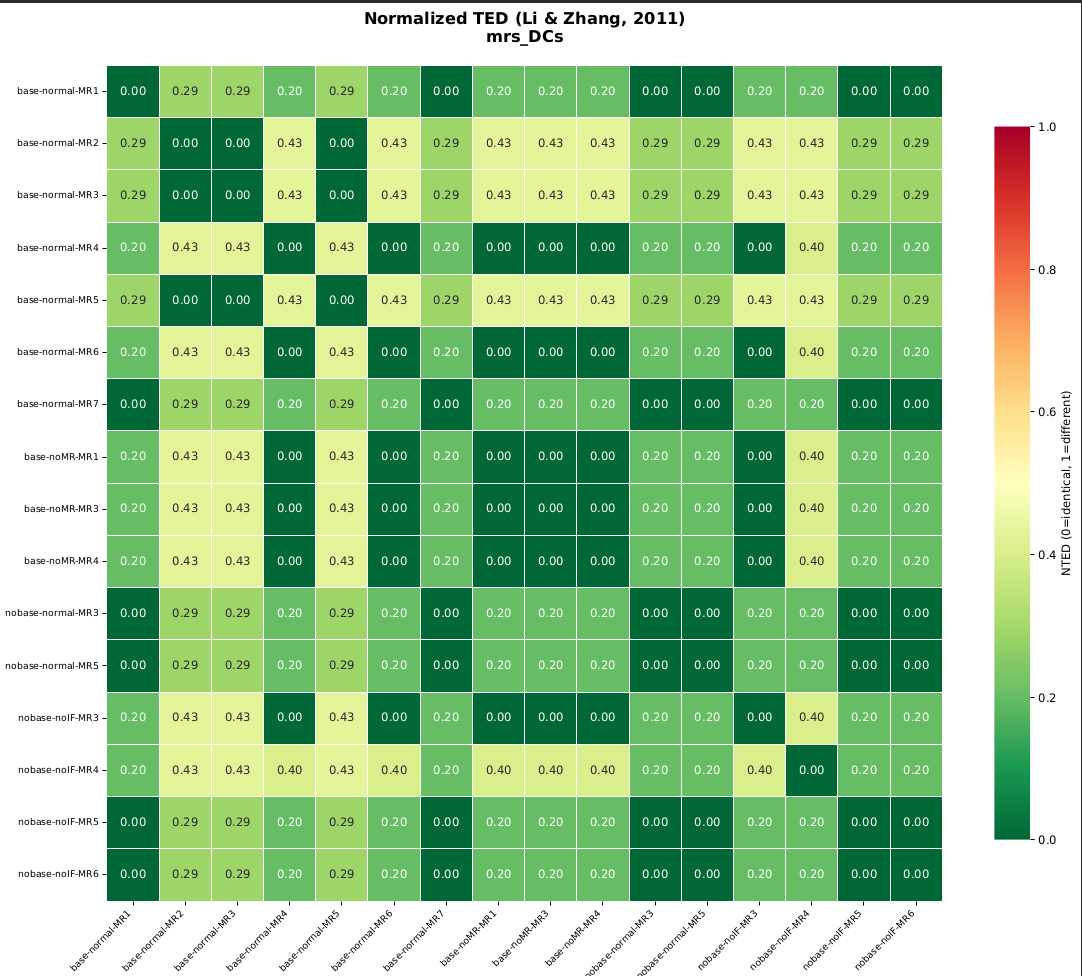 Normalized TED (Li & Zhang, 2011)
mrs_DCs
base-normal-MR1 0.00 0.29 0.29 0.20 0.29 0.20 0.00 0.20 0.20 0.20 0.00 0.00 0.20 0.20 0.00 0.00
base-normal-MR2 0.29 0.00 0.00 0.43 0.00 0.43 0.29 0.43 0.43 0.43 0.29 0.29 0.43 0.43 0.29 0.29
base-normal-MR3 0.29 0.00 0.00 0.43 0.00 0.43 0.29 0.43 0.43 0.43 0.29 0.29 0.43 0.43 0.29 0.29
base-normal-MR4 0.20 0.43 0.43 0.00 0.43 0.00 0.20 0.00 0.00 0.00 0.20 0.20 0.00 0.40 0.20 0.20
base-normal-MR5 0.29 0.00 0.00 0.43 0.00 0.43 0.29 0.43 0.43 0.43 0.29 0.29 0.43 0.43 0.29 0.29
base-normal-MR6 0.20 0.43 0.43 0.00 0.43 0.00 0.20 0.00 0.00 0.00 0.20 0.20 0.00 0.40 0.20 0.20
base-normal-MR7 0.00 0.29 0.29 0.20 0.29 0.20 0.00 0.20 0.20 0.20 0.00 0.00 0.20 0.20 0.00 0.00
base-noMR-MR1 0.20 0.43 0.43 0.00 0.43 0.00 0.20 0.00 0.00 0.00 0.20 0.20 0.00 0.40 0.20 0.20
base-noMR-MR3 0.20 0.43 0.43 0.00 0.43 0.00 0.20 0.00 0.00 0.00 0.20 0.20 0.00 0.40 0.20 0.20
base-noMR-MR4 0.20 0.43 0.43 0.00 0.43 0.00 0.20 0.00 0.00 0.00 0.20 0.20 0.00 0.40 0.20 0.20
nobase-normal-MR3 0.00 0.29 0.29 0.20 0.29 0.20 0.00 0.20 0.20 0.20 0.00 0.00 0.20 0.20 0.00 0.00
nobase-normal-MR5 0.00 0.29 0.29 0.20 0.29 0.20 0.00 0.20 0.20 0.20 0.00 0.00 0.20 0.20 0.00 0.00
nobase-noIF-MR3 0.20 0.43 0.43 0.00 0.43 0.00 0.20 0.00 0.00 0.00 0.20 0.20 0.00 0.40 0.20 0.20
nobase-noIF-MR4 0.20 0.43 0.43 0.40 0.43 0.40 0.20 0.40 0.40 0.40 0.20 0.20 0.40 0.00 0.20 0.20
nobase-noIF-MR5 0.00 0.29 0.29 0.20 0.29 0.20 0.00 0.20 0.20 0.20 0.00 0.00 0.20 0.20 0.00 0.00
nobase-noIF-MR6 0.00 0.29 0.29 0.20 0.29 0.20 0.00 0.20 0.20 0.20 0.00 0.00 0.20 0.20 0.00 0.00
base-normal-MR1
base-normal-MR2
base-normal-MR3
base-normal-MR4
base-normal-MR5
base-normal-MR6
base-normal-MR7
base-noMR-MR1
base-noMR-MR3
base-noMR-MR4
obase-normal-MR3
obase-normal-MR5
nobase-noIF-MR3
nobase-noIF-MR4
nobase-noIF-MR5
nobase-noIF-MR6
1.0
0.8
0.6
0.4
0.2
0.0
NTED (0=identical, 1=different)